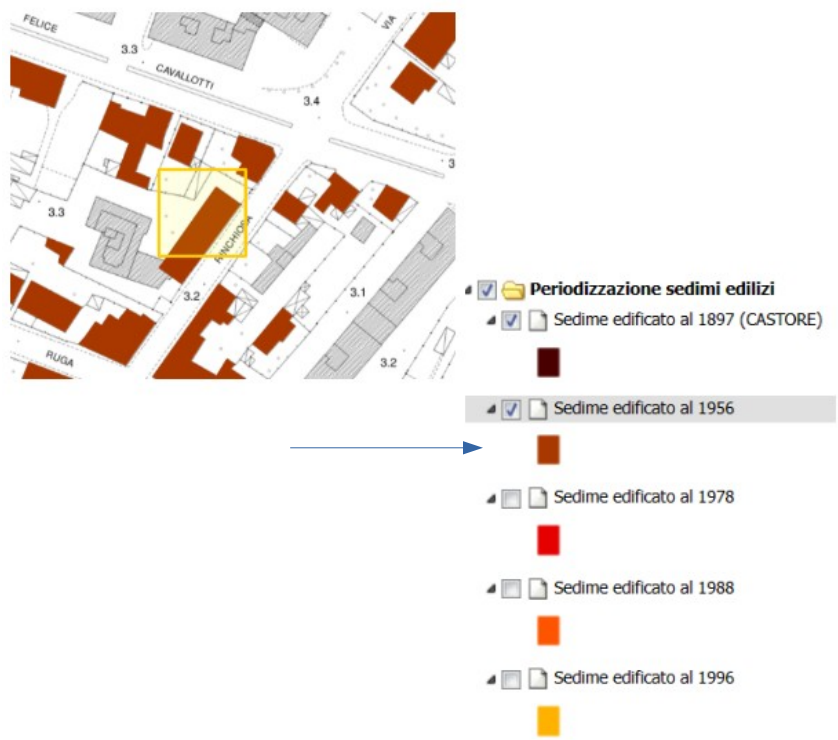 FELICE
VIA
3.3
CAVALLOTTI
3.4
3
3.3
RINCHIOSA
3.2
3.1
RUGA
3.2
Periodizzazione sedimi edilizi
Sedime edificato al 1897 (CASTORE)
Sedime edificato al 1956
Sedime edificato al 1978
Sedime edificato al 1988
Sedime edificato al 1996